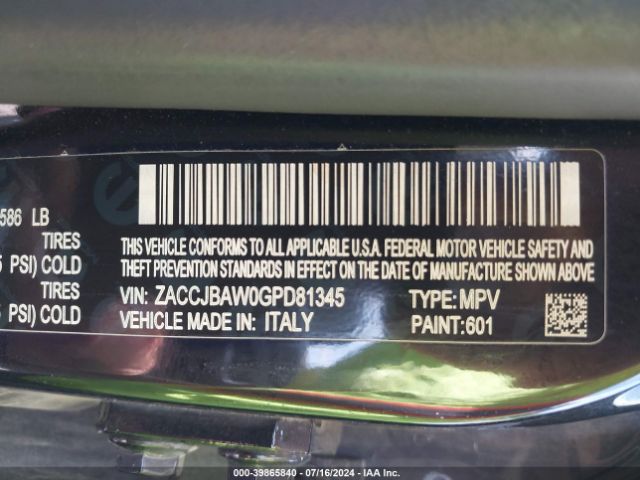 586 LB
TIRES
PSI) COLD
TIRES
PSI) COLD
THIS VEHICLE CONFORMS TO ALL APPLICABLE U.S.A. FEDERAL MOTOR VEHICLE SAFETY AND
THEFT PREVENTION STANDARDS IN EFFECT ON THE DATE OF MANUFACTURE SHOWN ABOVE
VIN: ZACCJBAW0GPD81345 TYPE: MPV
VEHICLE MADE IN: ITALY PAINT: 601
000-39865840 - 07/16/2024 - IAA Inc.